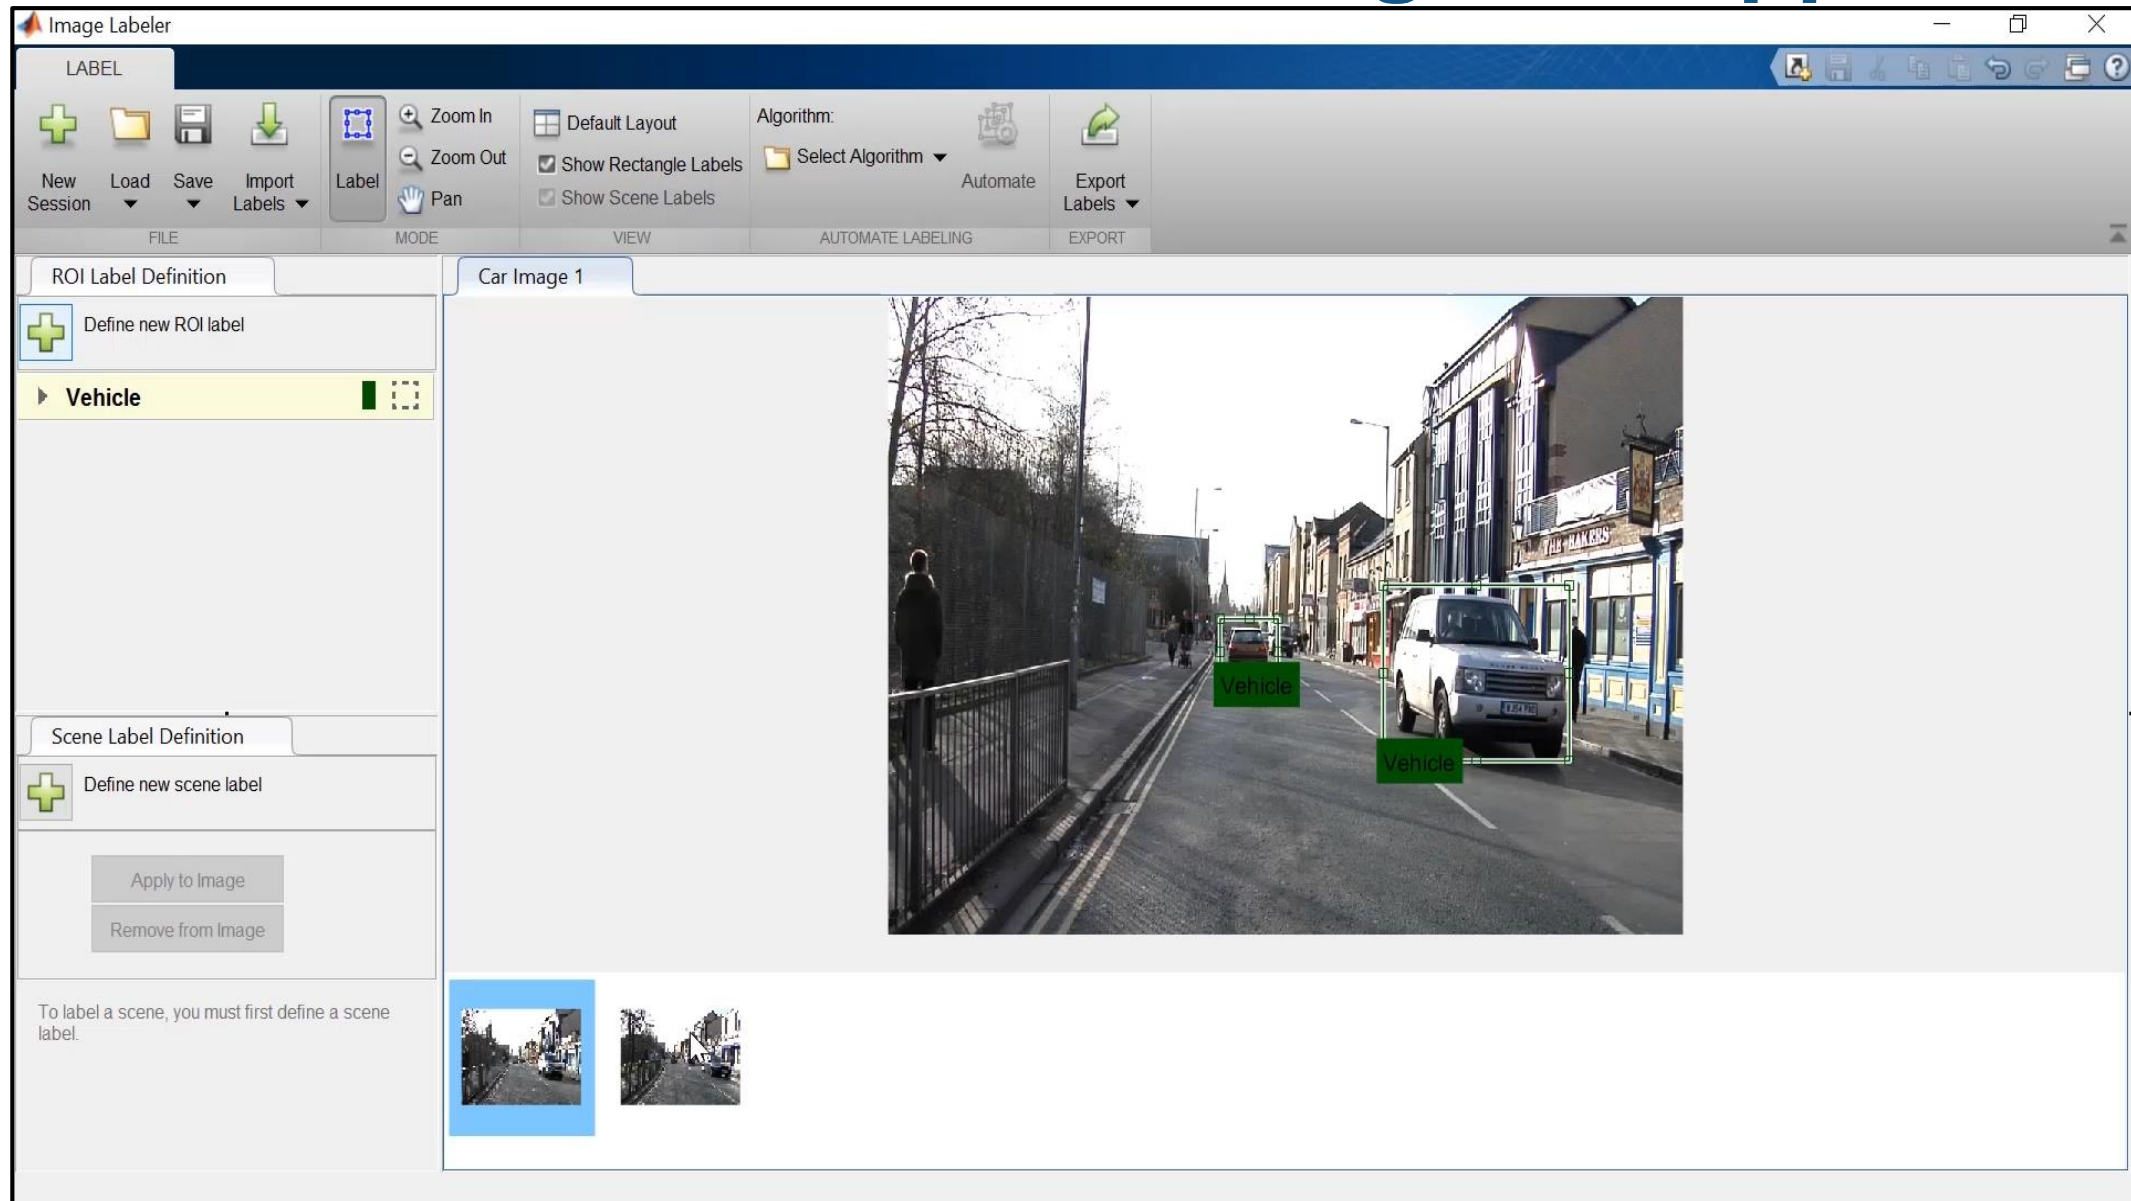 Image Labeler
LABEL
New Session
Load
Save
Import Labels
Label
Zoom In
Zoom Out
Pan
Default Layout
Show Rectangle Labels
Show Scene Labels
Algorithm:
Select Algorithm
Automate
Export Labels
FILE
MODE
VIEW
AUTOMATE LABELING
EXPORT
ROI Label Definition
Define new ROI label
Vehicle
Scene Label Definition
Define new scene label
Apply to Image
Remove from Image
To label a scene, you must first define a scene
label.
Car Image 1
THE BAKERS
Vehicle
Vehicle